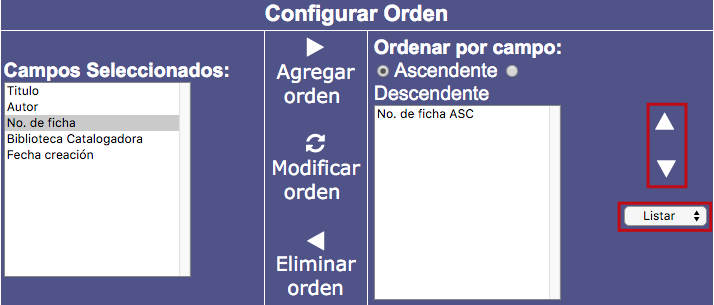 Configurar Orden
Campos Seleccionados:
Titulo
Autor
No. de ficha
Biblioteca Catalogadora
Fecha creación
Agregar
orden
Modificar
orden
Eliminar
orden
Ordenar por campo:
Ascendente
Descendente
No. de ficha ASC
Listar